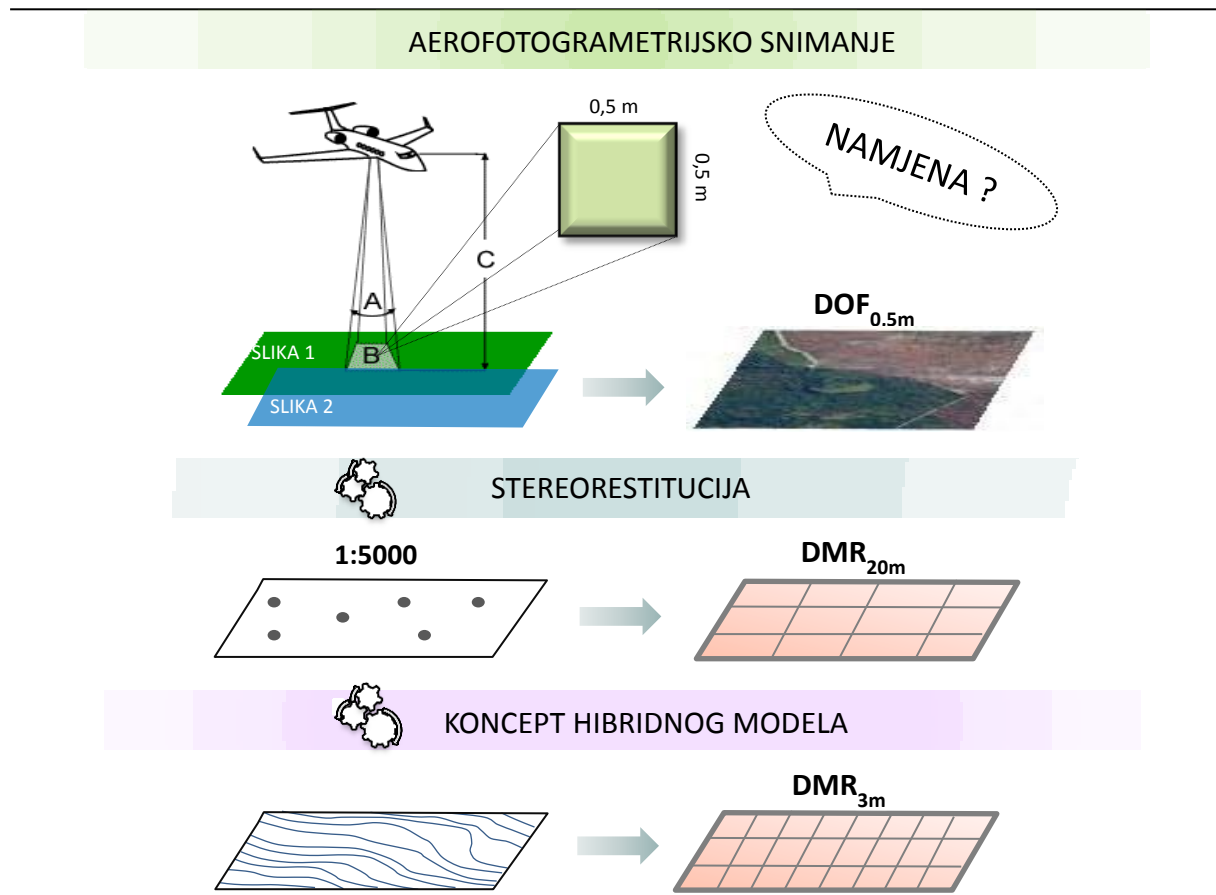 AEROFOTOGRAMETRIJSKO SNIMANJE
0,5 m
0,5 m
NAMJENA ?
C
A
B
SLIKA 1
SLIKA 2
DOF0.5m
STEREORESTITUCIJA
1:5000
DMR20m
KONCEPT HIBRIDNOG MODELA
DMR3m